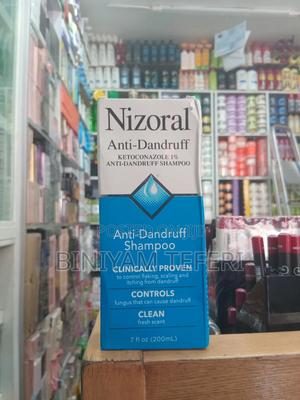 Nizoral®
Anti-Dandruff
KETOCONAZOLE 1%
ANTI-DANDRUFF SHAMPOO
Anti-Dandruff
Shampoo
BINIYAM TEFERI
CLINICALLY PROVEN
to control flaking, scaling and
itching from dandruff
CONTROLS
fungus that can cause dandruff
CLEAN
fresh scent
7 fl oz (200mL)